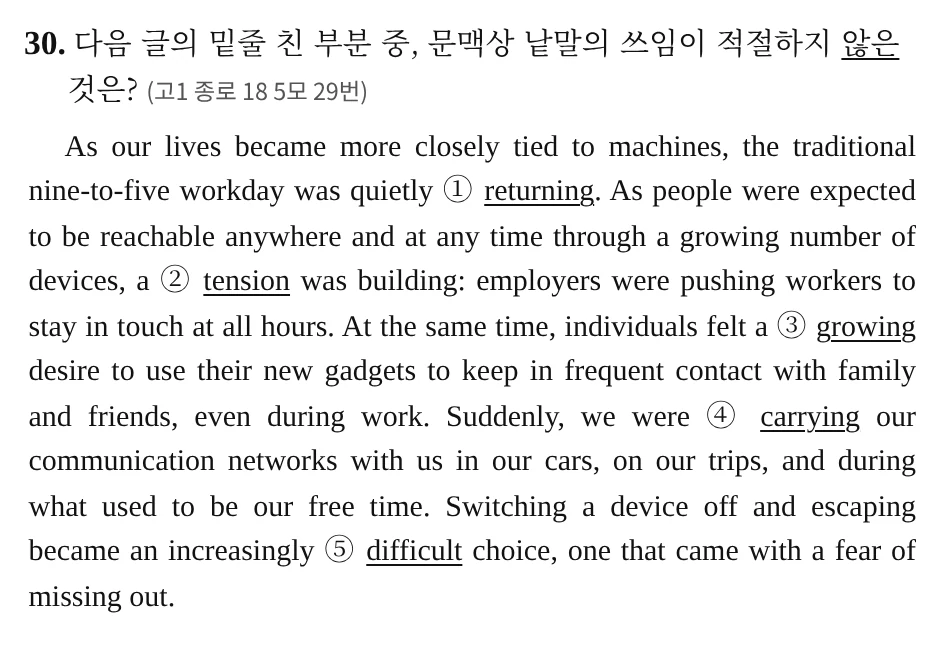 30. 다음 글의 밑줄 친 부분 중, 문맥상 낱말의 쓰임이 적절하지 않은
것은? (고1 종로 18 5모 29번)
As our lives became more closely tied to machines, the traditional
nine-to-five workday was quietly ① returning. As people were expected
to be reachable anywhere and at any time through a growing number of
devices, a ② tension was building: employers were pushing workers to
stay in touch at all hours. At the same time, individuals felt a ③ growing
desire to use their new gadgets to keep in frequent contact with family
and friends, even during work. Suddenly, we were ④ carrying our
communication networks with us in our cars, on our trips, and during
what used to be our free time. Switching a device off and escaping
became an increasingly ⑤ difficult choice, one that came with a fear of
missing out.